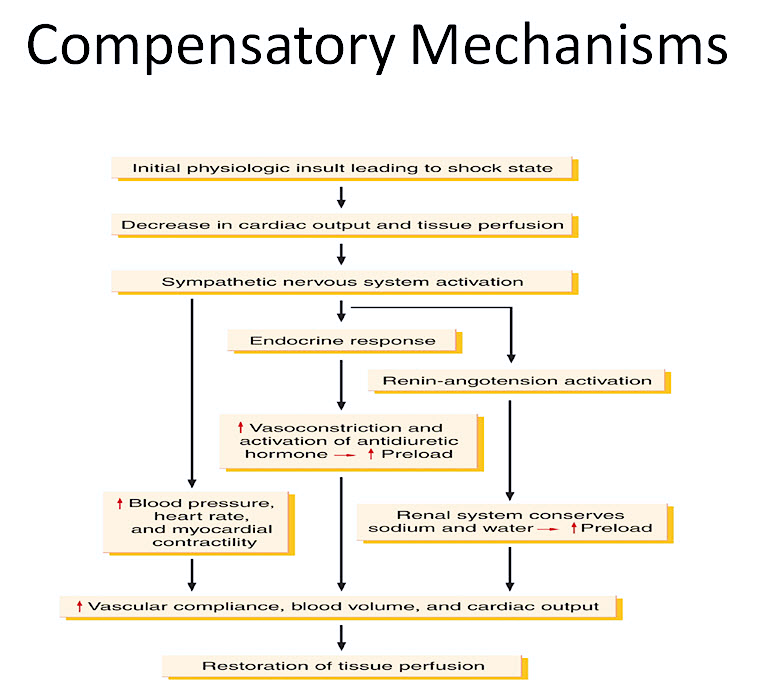 Compensatory Mechanisms
Initial physiologic insult leading to shock state
Decrease in cardiac output and tissue perfusion
Sympathetic nervous system activation
Endocrine response
Renin-angotension activation
↑ Vasoconstriction and
activation of antidiuretic
hormone → ↑ Preload
↑ Blood pressure,
heart rate,
and myocardial
contractility
Renal system conserves
sodium and water → ↑ Preload
↑ Vascular compliance, blood volume, and cardiac output
Restoration of tissue perfusion